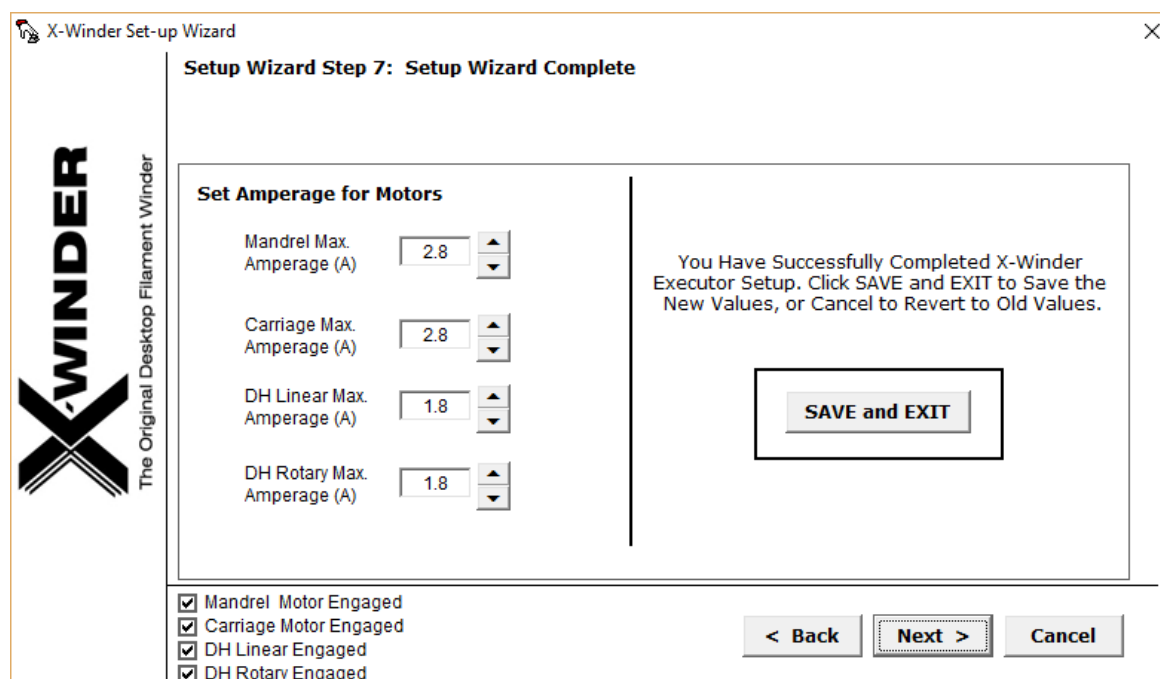 X-Winder Set-up Wizard
Setup Wizard Step 7:  Setup Wizard Complete
X-WINDER
The Original Desktop Filament Winder
Set Amperage for Motors
Mandrel Max.
Amperage (A)
2.8
Carriage Max.
Amperage (A)
2.8
DH Linear Max.
Amperage (A)
1.8
DH Rotary Max.
Amperage (A)
1.8
You Have Successfully Completed X-Winder
Executor Setup. Click SAVE and EXIT to Save the
New Values, or Cancel to Revert to Old Values.
SAVE and EXIT
Mandrel  Motor Engaged
Carriage Motor Engaged
DH Linear Engaged
DH Rotary Engaged
< Back
Next >
Cancel